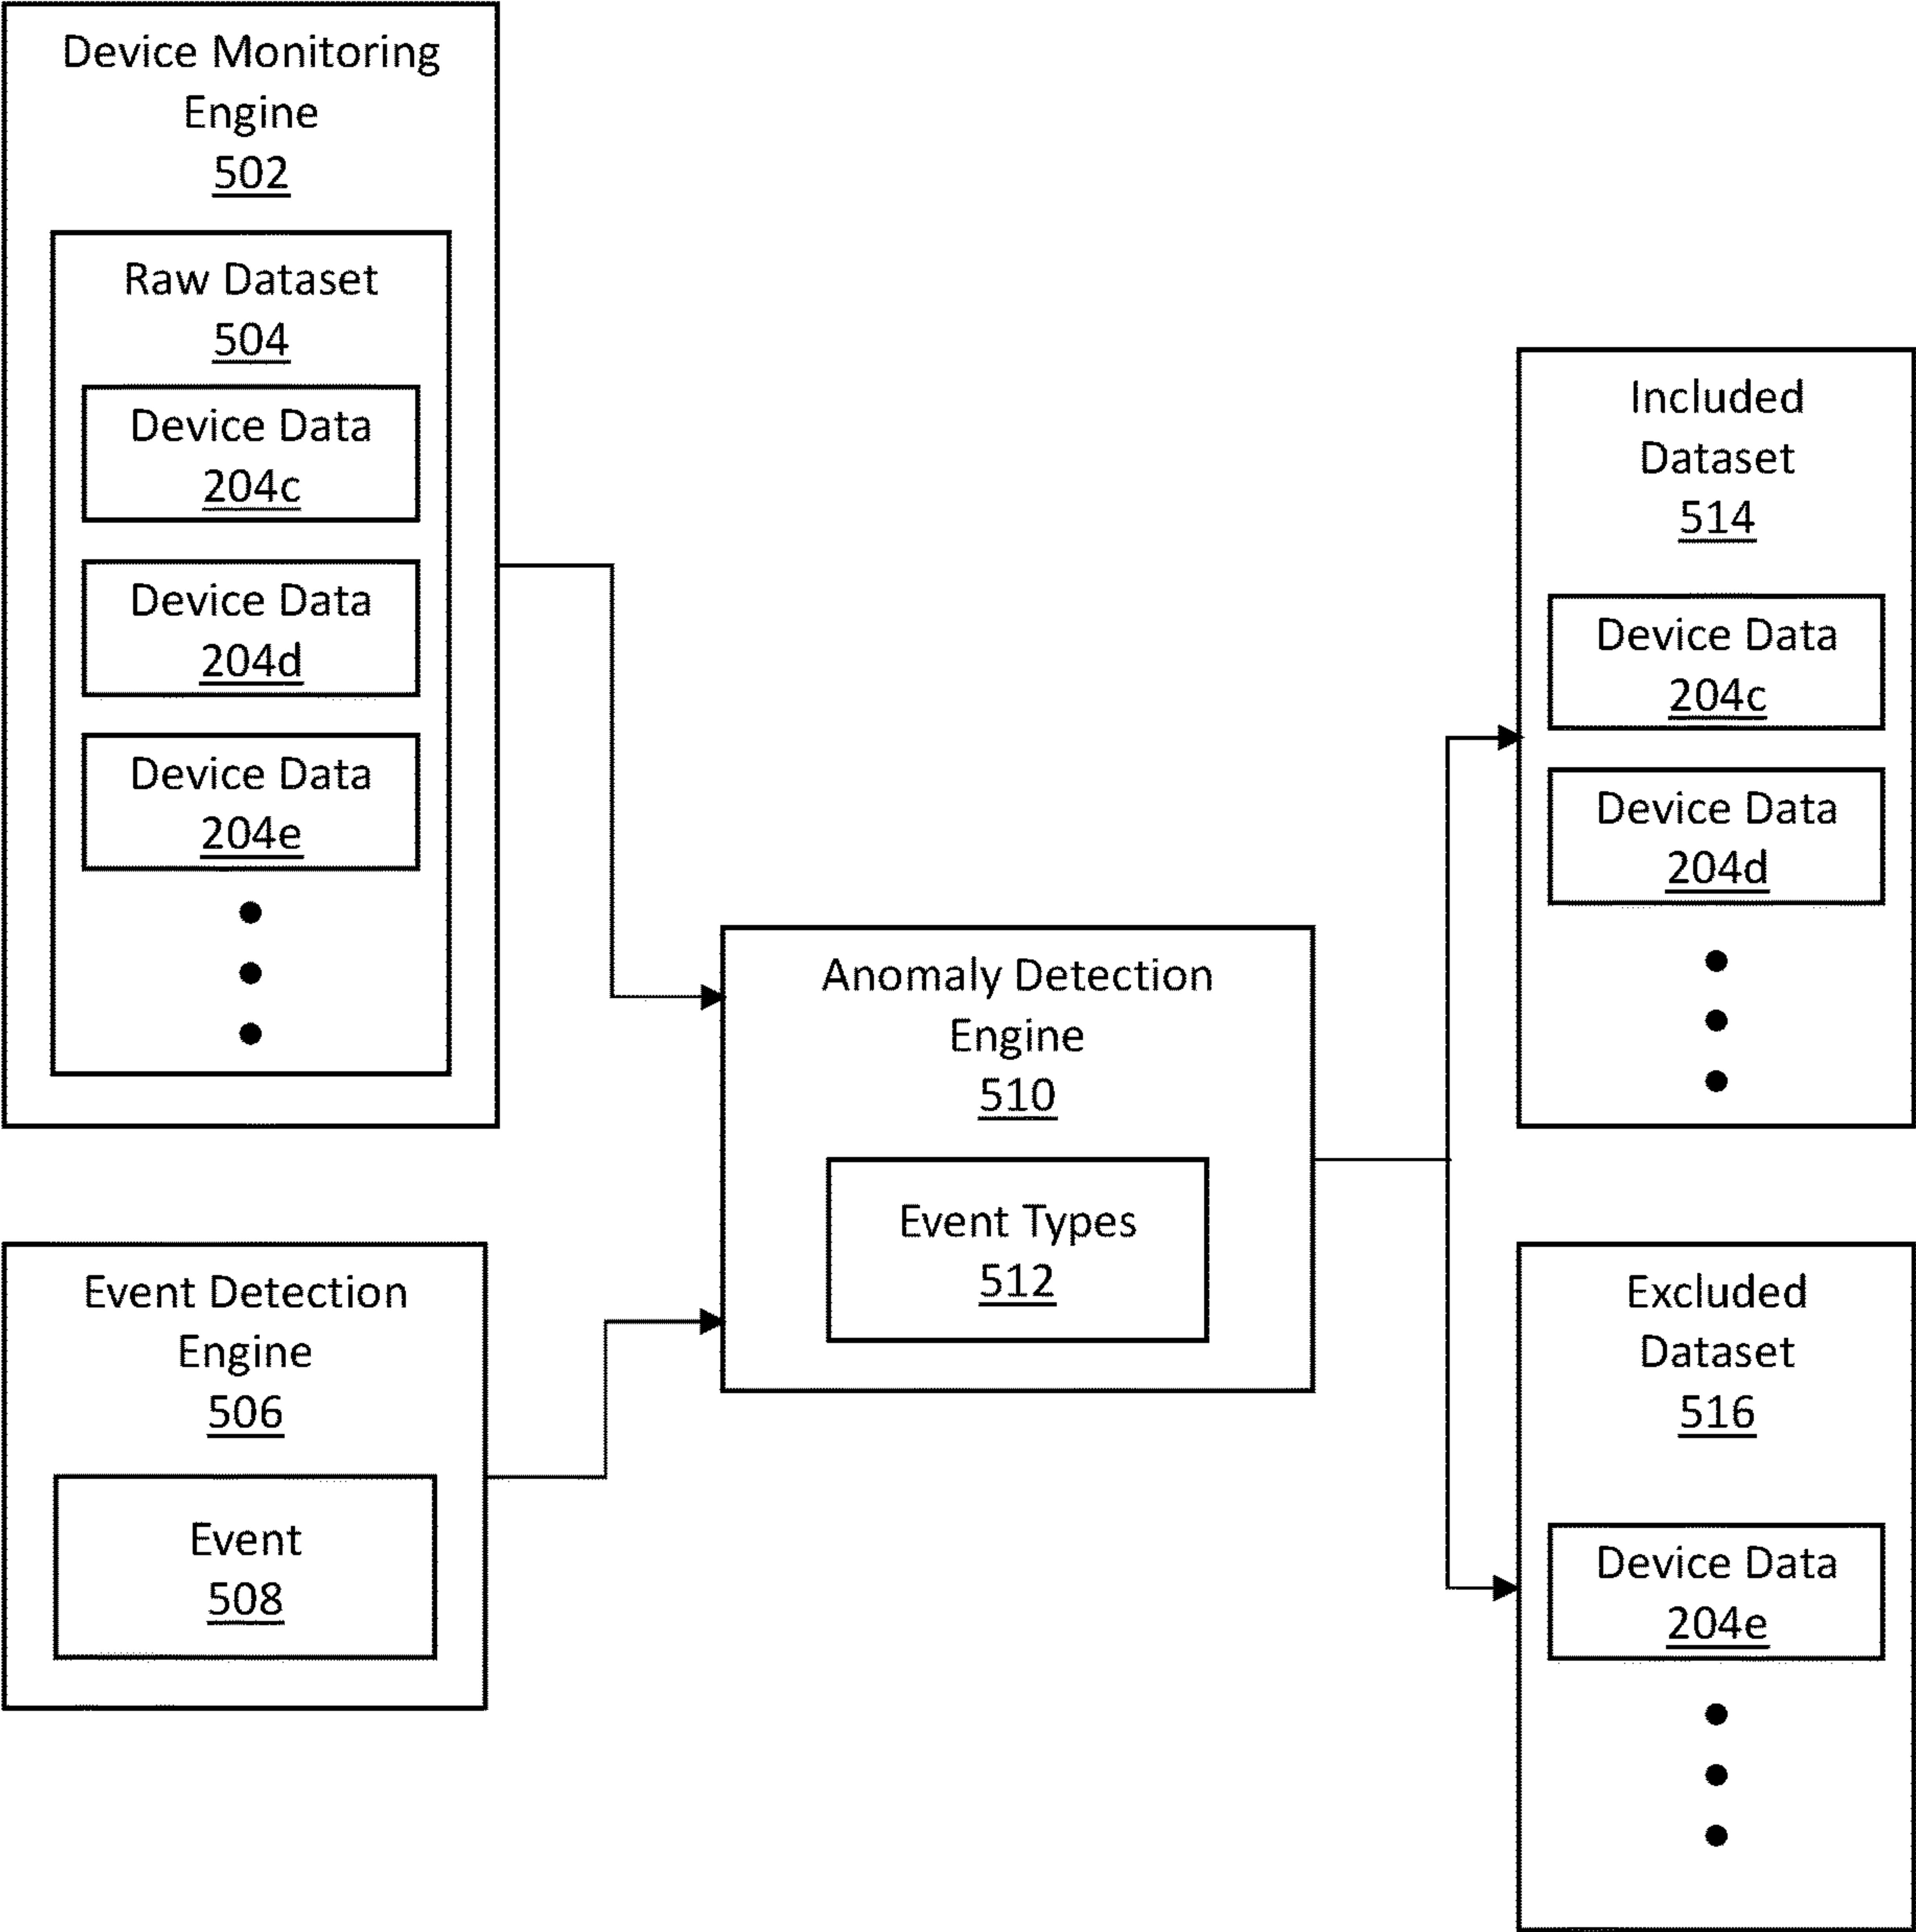 Device Monitoring
Engine
502
Raw Dataset
504
Device Data
204c
Device Data
204d
Device Data
204e
Event Detection
Engine
506
Event
508
Anomaly Detection
Engine
510
Event Types
512
Included
Dataset
514
Device Data
204c
Device Data
204d
Excluded
Dataset
516
Device Data
204e